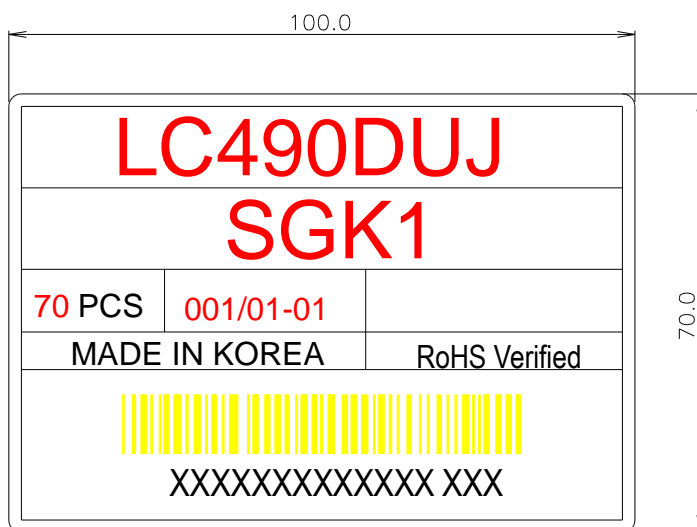 100.0
LC490DUJ
SGK1
70 PCS
001/01-01
MADE IN KOREA
RoHS Verified
XXXXXXXXXXXXX XXX
70.0